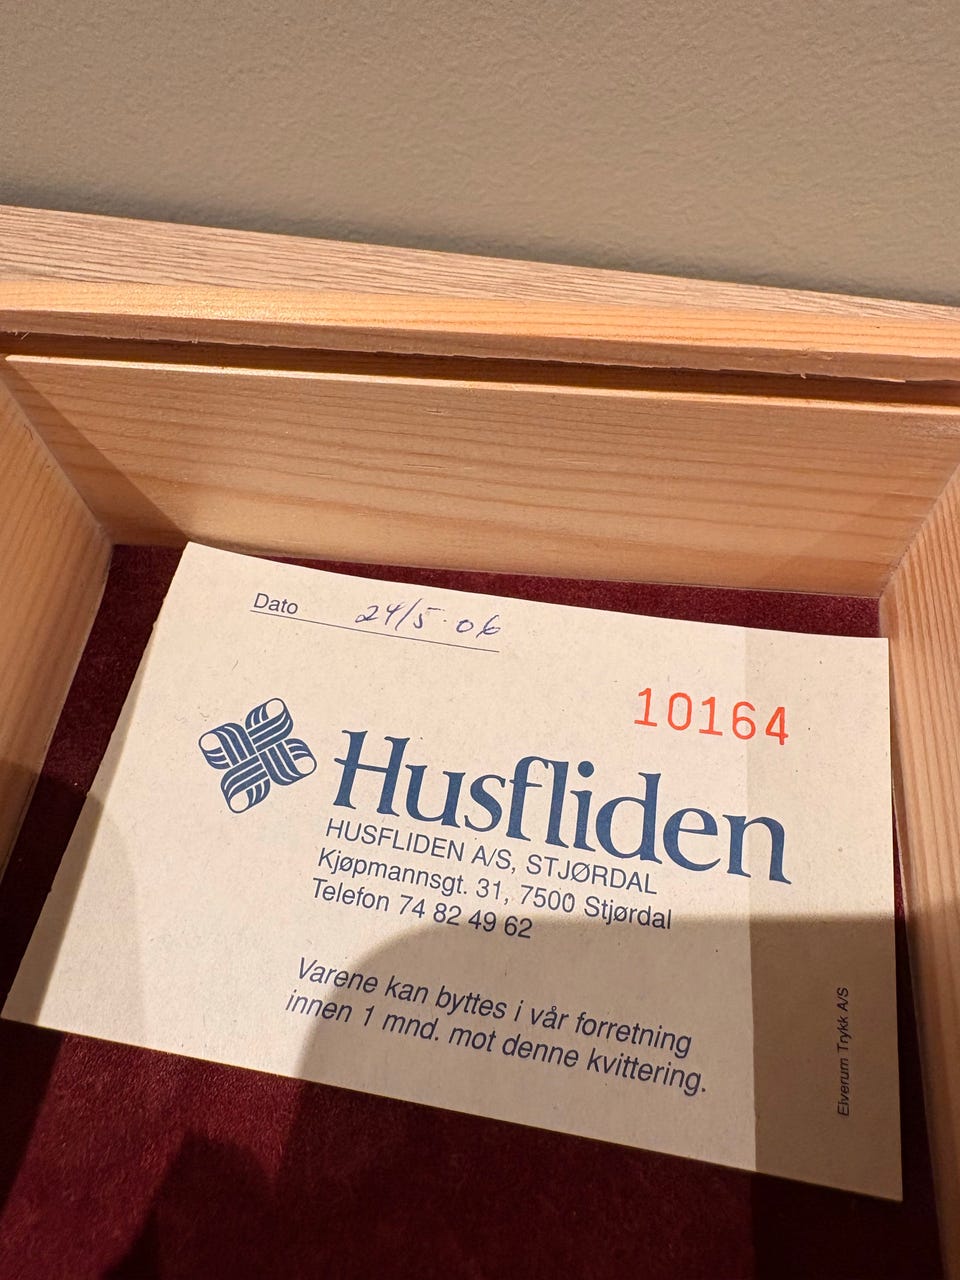 Dato 24/5-06
10164
Husfliden
HUSFLIDEN A/S, STJØRDAL
Kjøpmannsgt. 31, 7500 Stjørdal
Telefon 74 82 49 62
Varene kan byttes i vår forretning
innen 1 mnd. mot denne kvittering.
Elverum Trykk A/S